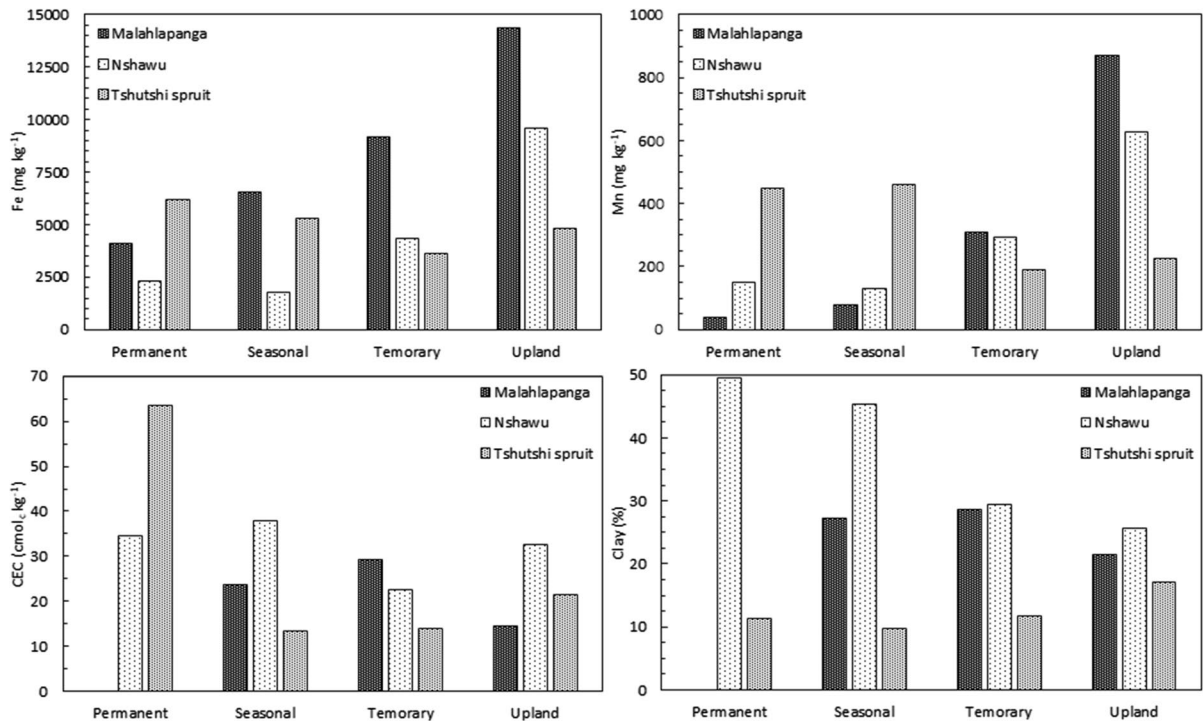 15000
12500
10000
7500
5000
2500
0
Fe (mg kg⁻¹)
Malahlapanga
Nshawu
Tshutshi spruit
Permanent Seasonal Temorary Upland
1000
800
600
400
200
0
Mn (mg kg⁻¹)
Malahlapanga
Nshawu
Tshutshi spruit
Permanent Seasonal Temorary Upland
70
60
50
40
30
20
10
0
CEC (cmol꜀ kg⁻¹)
Malahlapanga
Nshawu
Tshutshi spruit
Permanent Seasonal Temorary Upland
50
40
30
20
10
0
Clay (%)
Malahlapanga
Nshawu
Tshutshi spruit
Permanent Seasonal Temorary Upland